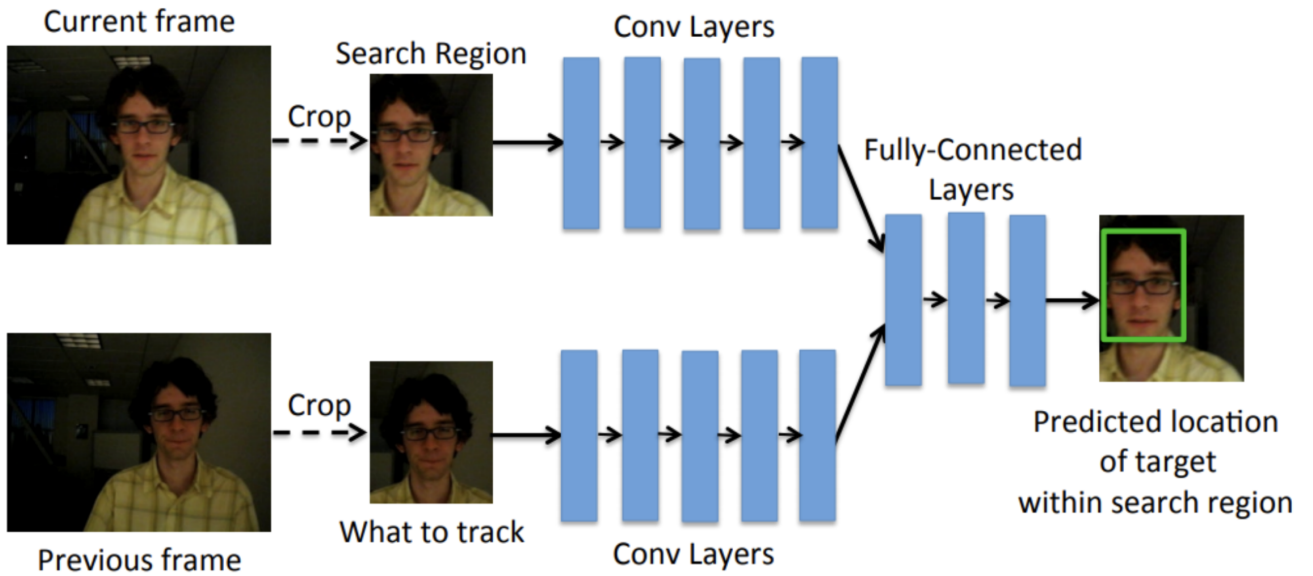 Current frame
Crop
Search Region
Conv Layers
Fully-Connected
Layers
Previous frame
Crop
What to track
Conv Layers
Predicted location
of target
within search region